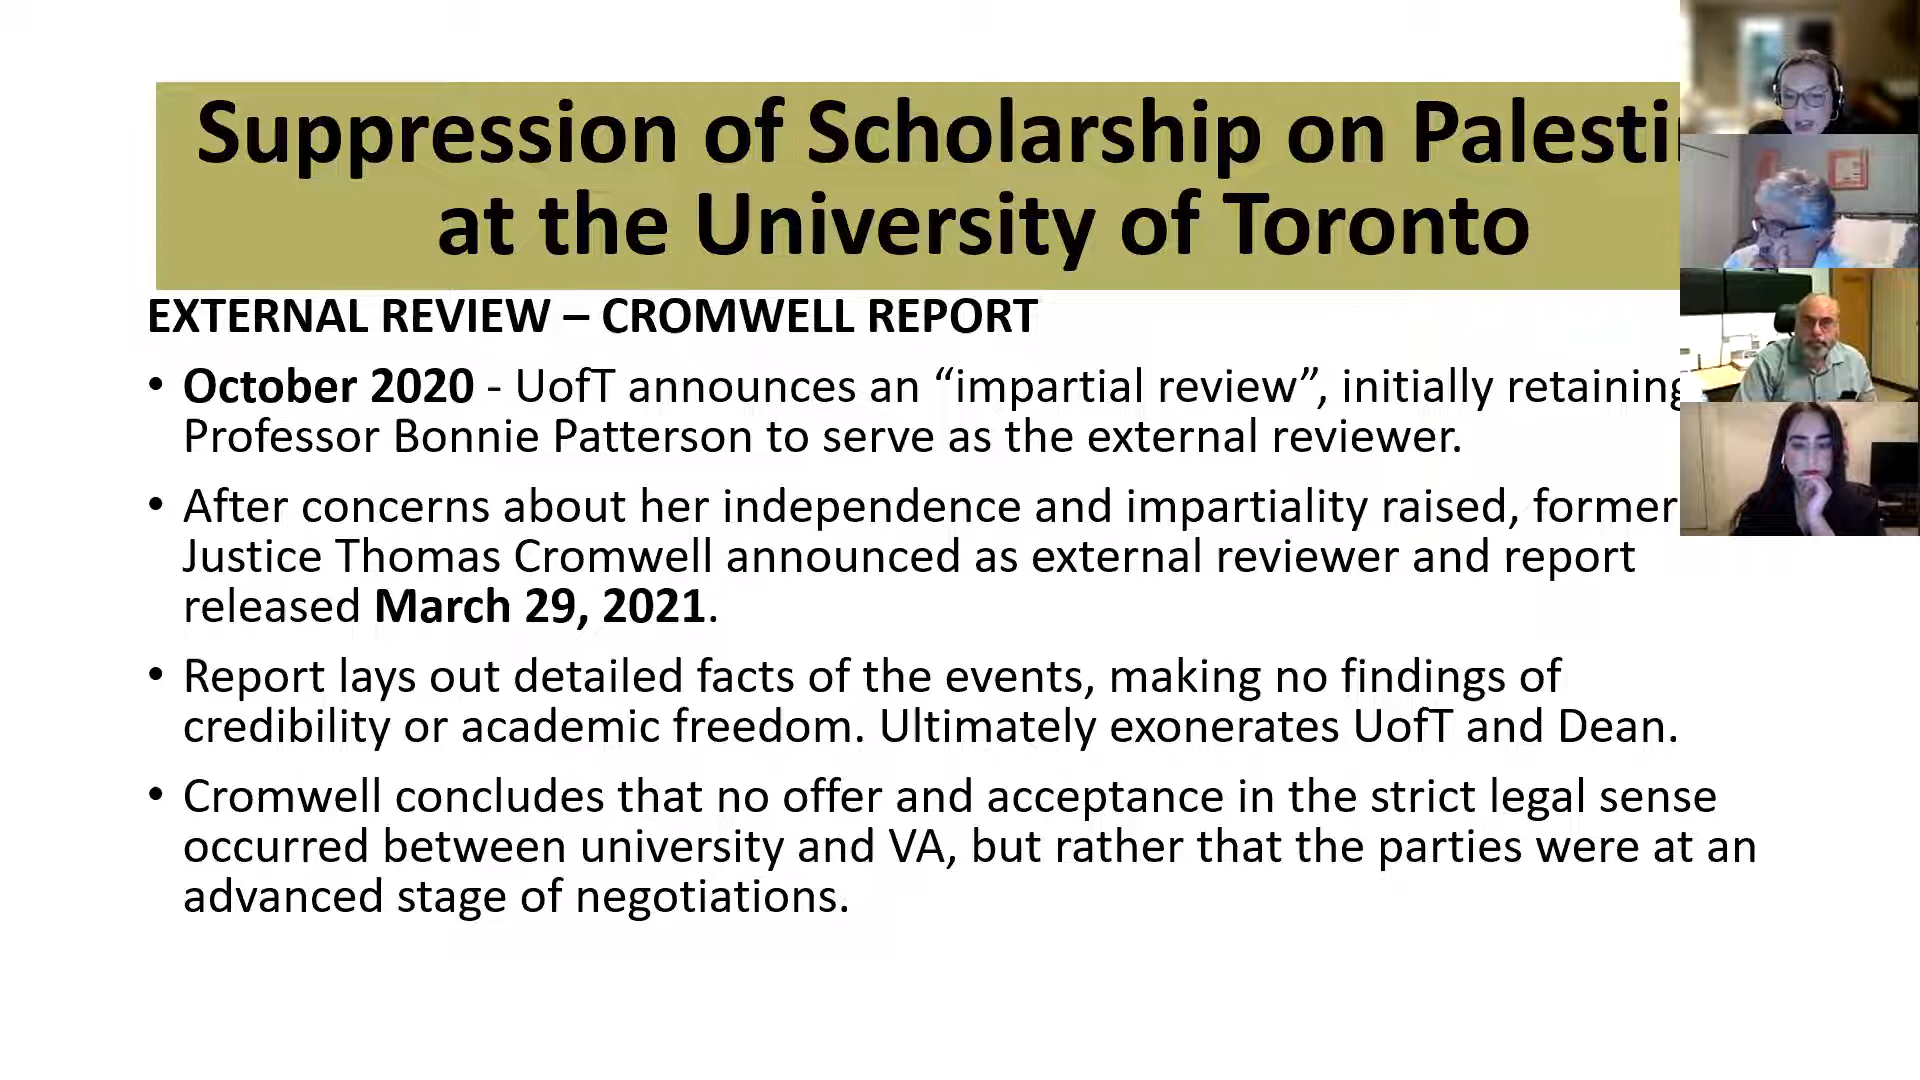 Suppression of Scholarship on Palesti
at the University of Toronto
EXTERNAL REVIEW – CROMWELL REPORT
• October 2020 - UofT announces an “impartial review”, initially retaining
Professor Bonnie Patterson to serve as the external reviewer.
• After concerns about her independence and impartiality raised, former
Justice Thomas Cromwell announced as external reviewer and report
released March 29, 2021.
• Report lays out detailed facts of the events, making no findings of
credibility or academic freedom. Ultimately exonerates UofT and Dean.
• Cromwell concludes that no offer and acceptance in the strict legal sense
occurred between university and VA, but rather that the parties were at an
advanced stage of negotiations.